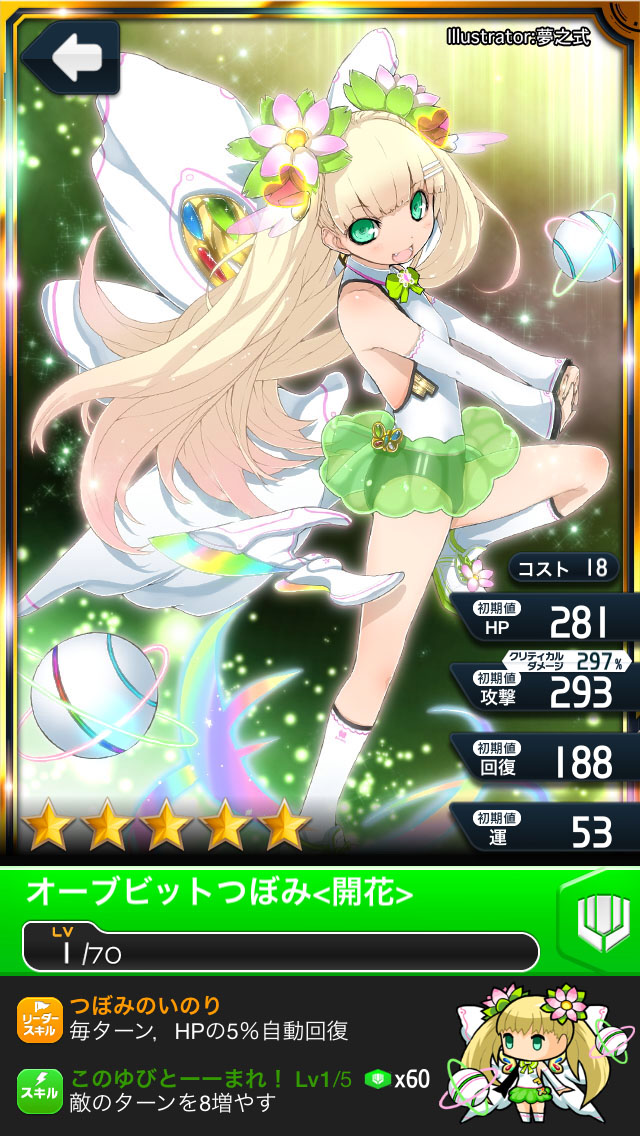 Illustrator:夢之式
コスト 18
初期値
HP 281
クリティカル
ダメージ 297%
初期値
攻撃 293
初期値
回復 188
初期値
運 53
オーブビットつぼみ<開花>
LV
1/70
リーダー
スキル
つぼみのいのり
毎ターン，HPの5%自動回復
スキル
このゆびとーーまれ！ Lv1/5 x60
敵のターンを8増やす